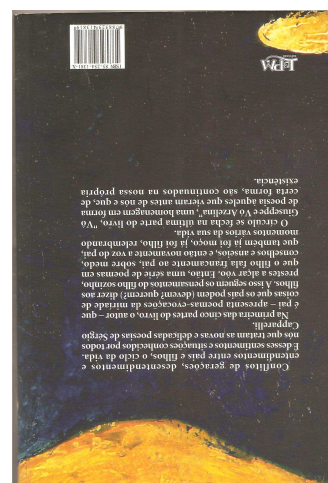 Conflitos de gerações, desentendimentos e
entendimentos entre pais e filhos, o ciclo da vida.
É desses sentimentos e situações conhecidos por todos
nós que tratam as novas e delicadas poesias de Sérgio
Capparelli.
Na primeira das cinco partes do livro, o autor – que
é pai – apresenta poemas-evocações da miríade de
coisas que os pais podem (devem? querem?) dizer aos
filhos. A isso seguem os pensamentos do filho sozinho,
prestes a alçar vôo. Então, uma série de poemas em
que o filho fala francamente ao pai, sobre medo,
conselhos e anseios, e então novamente a voz do pai,
que também já foi moço, já foi filho, relembrando
momentos vários da sua vida.
O círculo se fecha na última parte do livro, "Vô
Giuseppe e Vó Arzelina", uma homenagem em forma
de poesia àqueles que vieram antes de nós e que, de
certa forma, são continuados na nossa própria
existência.
L&PM